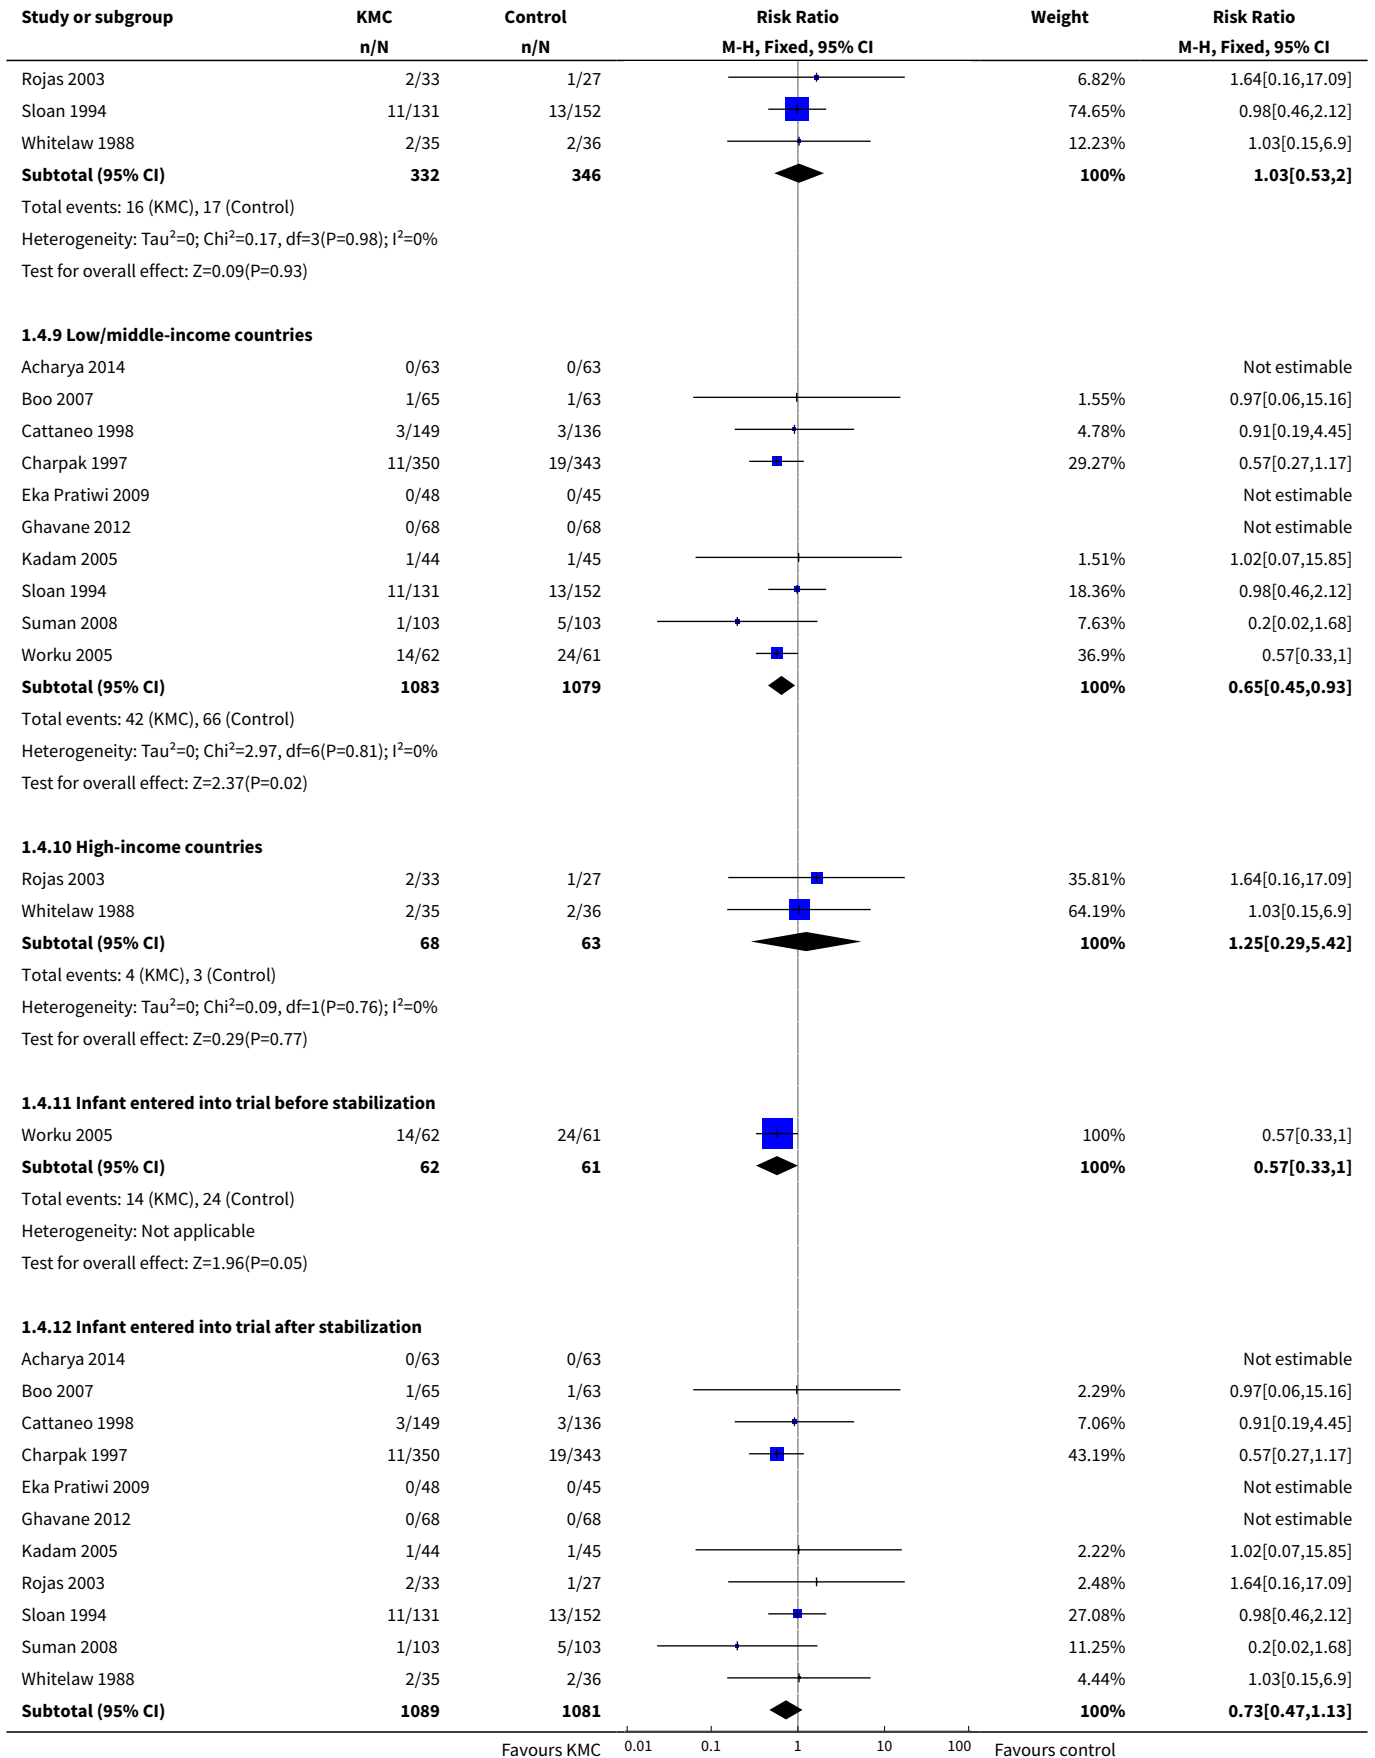 Study or subgroup KMC Control Risk Ratio Weight Risk Ratio
n/N n/N M-H, Fixed, 95% CI M-H, Fixed, 95% CI
Rojas 2003 2/33 1/27 6.82% 1.64[0.16,17.09]
Sloan 1994 11/131 13/152 74.65% 0.98[0.46,2.12]
Whitelaw 1988 2/35 2/36 12.23% 1.03[0.15,6.9]
Subtotal (95% CI) 332 346 100% 1.03[0.53,2]
Total events: 16 (KMC), 17 (Control)
Heterogeneity: Tau²=0; Chi²=0.17, df=3(P=0.98); I²=0%
Test for overall effect: Z=0.09(P=0.93)
1.4.9 Low/middle-income countries
Acharya 2014 0/63 0/63 Not estimable
Boo 2007 1/65 1/63 1.55% 0.97[0.06,15.16]
Cattaneo 1998 3/149 3/136 4.78% 0.91[0.19,4.45]
Charpak 1997 11/350 19/343 29.27% 0.57[0.27,1.17]
Eka Pratiwi 2009 0/48 0/45 Not estimable
Ghavane 2012 0/68 0/68 Not estimable
Kadam 2005 1/44 1/45 1.51% 1.02[0.07,15.85]
Sloan 1994 11/131 13/152 18.36% 0.98[0.46,2.12]
Suman 2008 1/103 5/103 7.63% 0.2[0.02,1.68]
Worku 2005 14/62 24/61 36.9% 0.57[0.33,1]
Subtotal (95% CI) 1083 1079 100% 0.65[0.45,0.93]
Total events: 42 (KMC), 66 (Control)
Heterogeneity: Tau²=0; Chi²=2.97, df=6(P=0.81); I²=0%
Test for overall effect: Z=2.37(P=0.02)
1.4.10 High-income countries
Rojas 2003 2/33 1/27 35.81% 1.64[0.16,17.09]
Whitelaw 1988 2/35 2/36 64.19% 1.03[0.15,6.9]
Subtotal (95% CI) 68 63 100% 1.25[0.29,5.42]
Total events: 4 (KMC), 3 (Control)
Heterogeneity: Tau²=0; Chi²=0.09, df=1(P=0.76); I²=0%
Test for overall effect: Z=0.29(P=0.77)
1.4.11 Infant entered into trial before stabilization
Worku 2005 14/62 24/61 100% 0.57[0.33,1]
Subtotal (95% CI) 62 61 100% 0.57[0.33,1]
Total events: 14 (KMC), 24 (Control)
Heterogeneity: Not applicable
Test for overall effect: Z=1.96(P=0.05)
1.4.12 Infant entered into trial after stabilization
Acharya 2014 0/63 0/63 Not estimable
Boo 2007 1/65 1/63 2.29% 0.97[0.06,15.16]
Cattaneo 1998 3/149 3/136 7.06% 0.91[0.19,4.45]
Charpak 1997 11/350 19/343 43.19% 0.57[0.27,1.17]
Eka Pratiwi 2009 0/48 0/45 Not estimable
Ghavane 2012 0/68 0/68 Not estimable
Kadam 2005 1/44 1/45 2.22% 1.02[0.07,15.85]
Rojas 2003 2/33 1/27 2.48% 1.64[0.16,17.09]
Sloan 1994 11/131 13/152 27.08% 0.98[0.46,2.12]
Suman 2008 1/103 5/103 11.25% 0.2[0.02,1.68]
Whitelaw 1988 2/35 2/36 4.44% 1.03[0.15,6.9]
Subtotal (95% CI) 1089 1081 100% 0.73[0.47,1.13]
Favours KMC 0.01 0.1 1 10 100 Favours control